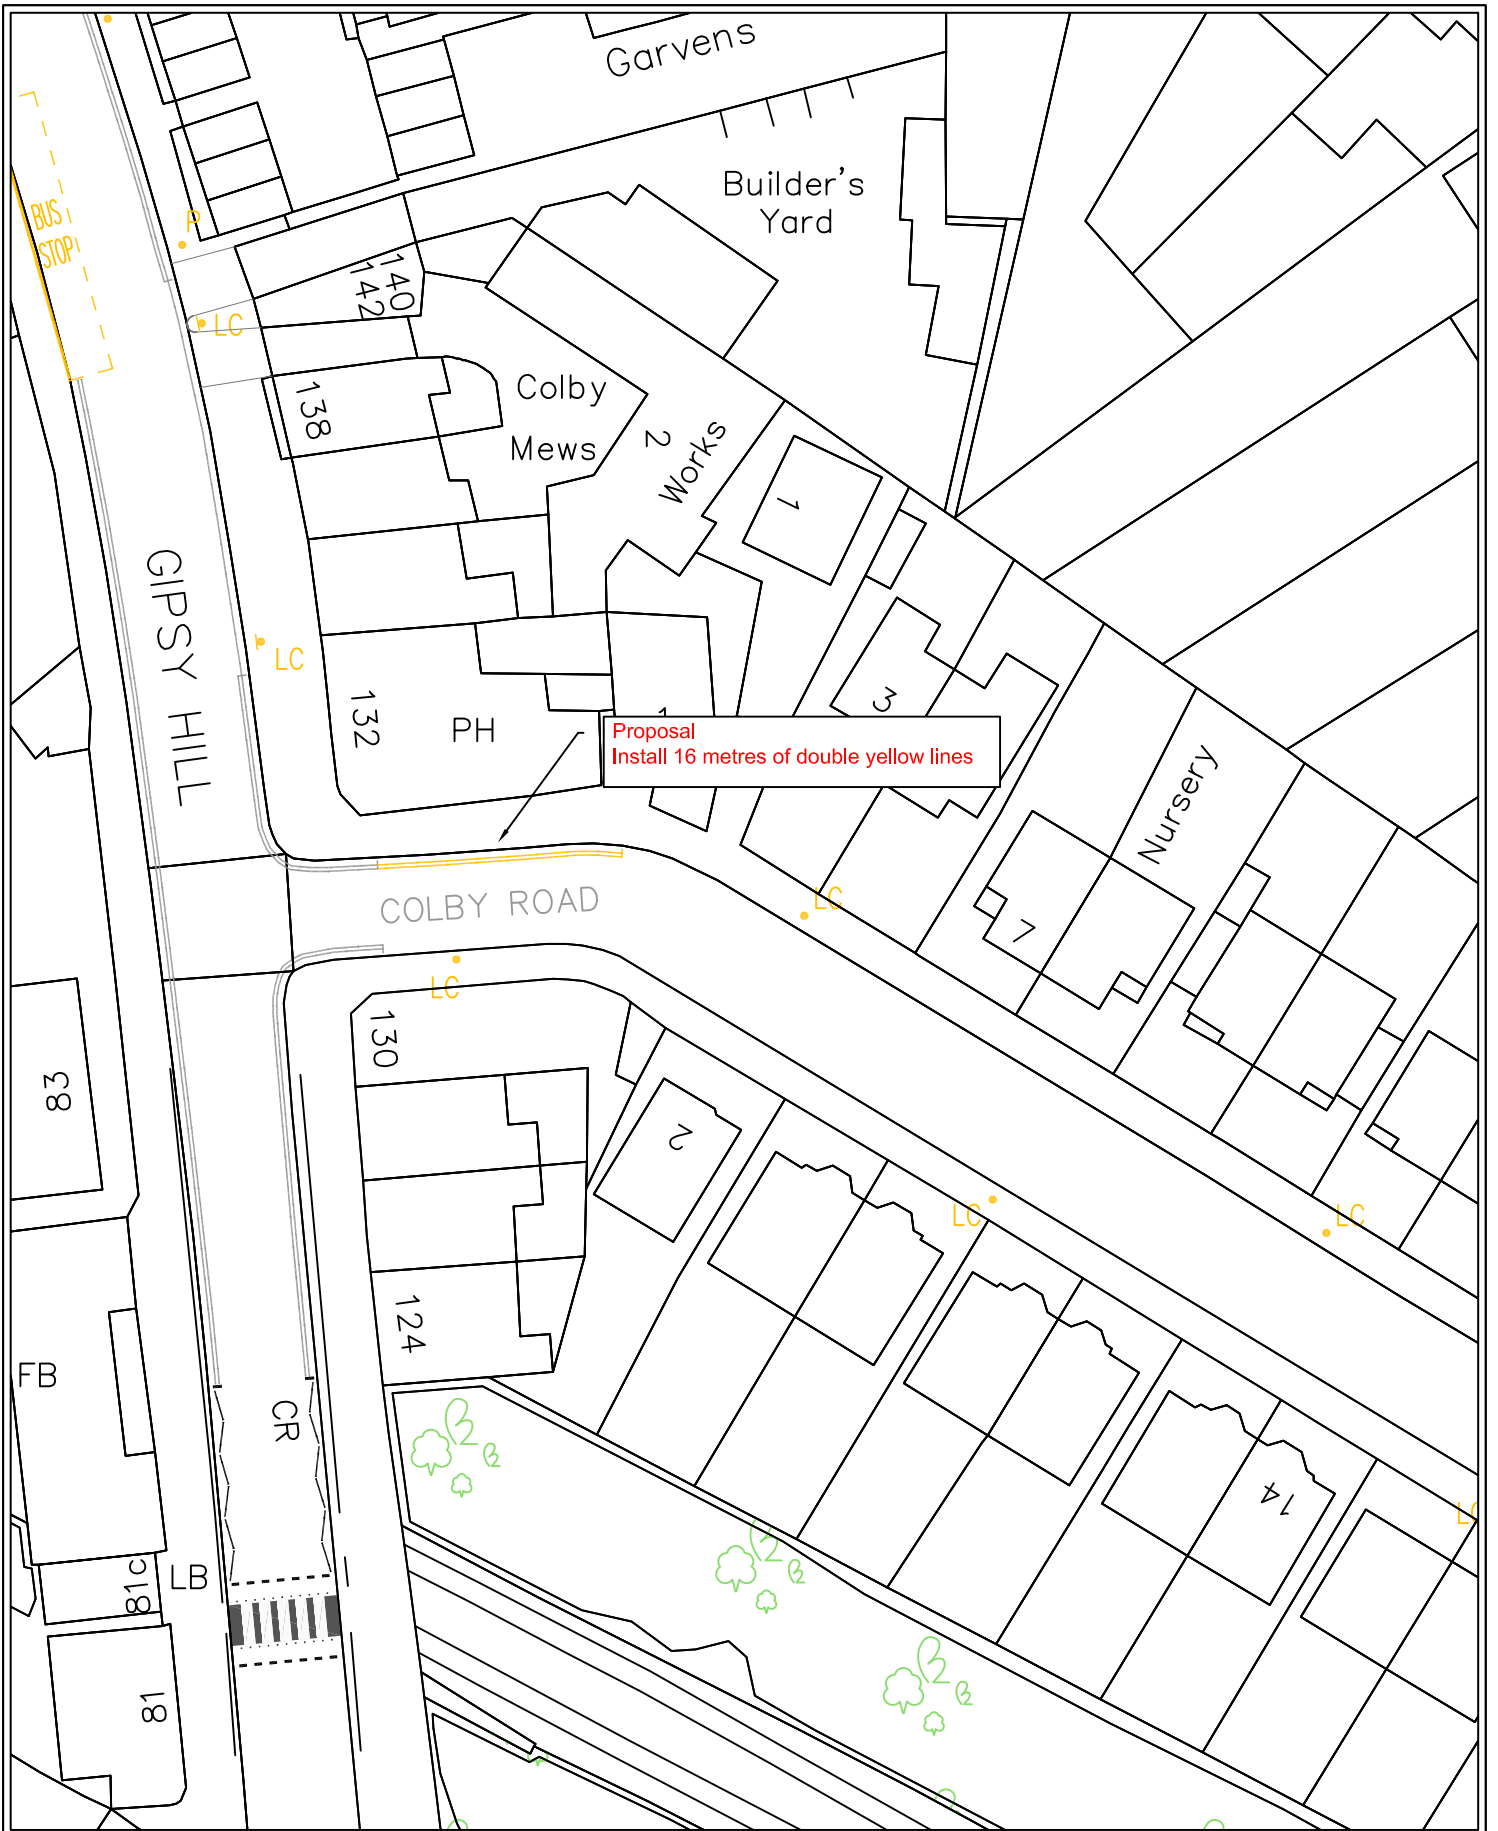 Garvens
Builder's
Yard
BUS
STOP
P
LC
140
142
138
Colby
Mews
2
Works
1
GIPSY HILL
LC
132
PH
1
3
Proposal
Install 16 metres of double yellow lines
Nursery
7
COLBY ROAD
LC
LC
130
83
2
LC
LC
124
FB
CR
14
LC
81c
LB
81